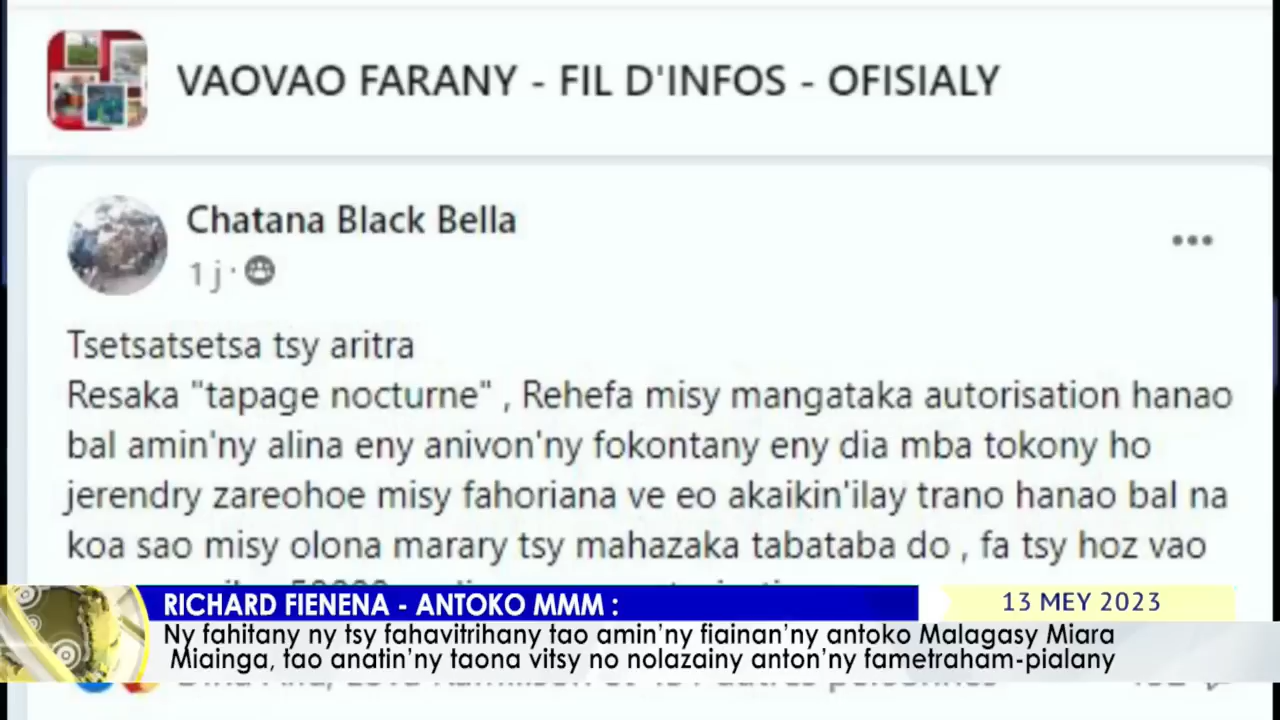 VAOVAO FARANY - FIL D'INFOS - OFISIALY
Chatana Black Bella
1 j ·
Tsetsatsetsa tsy aritra
Resaka "tapage nocturne" , Rehefa misy mangataka autorisation hanao
bal amin'ny alina eny anivon'ny fokontany eny dia mba tokony ho
jerendry zareohoe misy fahoriana ve eo akaikin'ilay trano hanao bal na
koa sao misy olona marary tsy mahazaka tabataba do , fa tsy hoz vao
RICHARD FIENENA - ANTOKO MMM :
13 MEY 2023
Ny fahitany ny tsy fahavitrihany tao amin'ny fiainan'ny antoko Malagasy Miara
Miainga, tao anatin'ny taona vitsy no nolazainy anton'ny fametraham-pialany